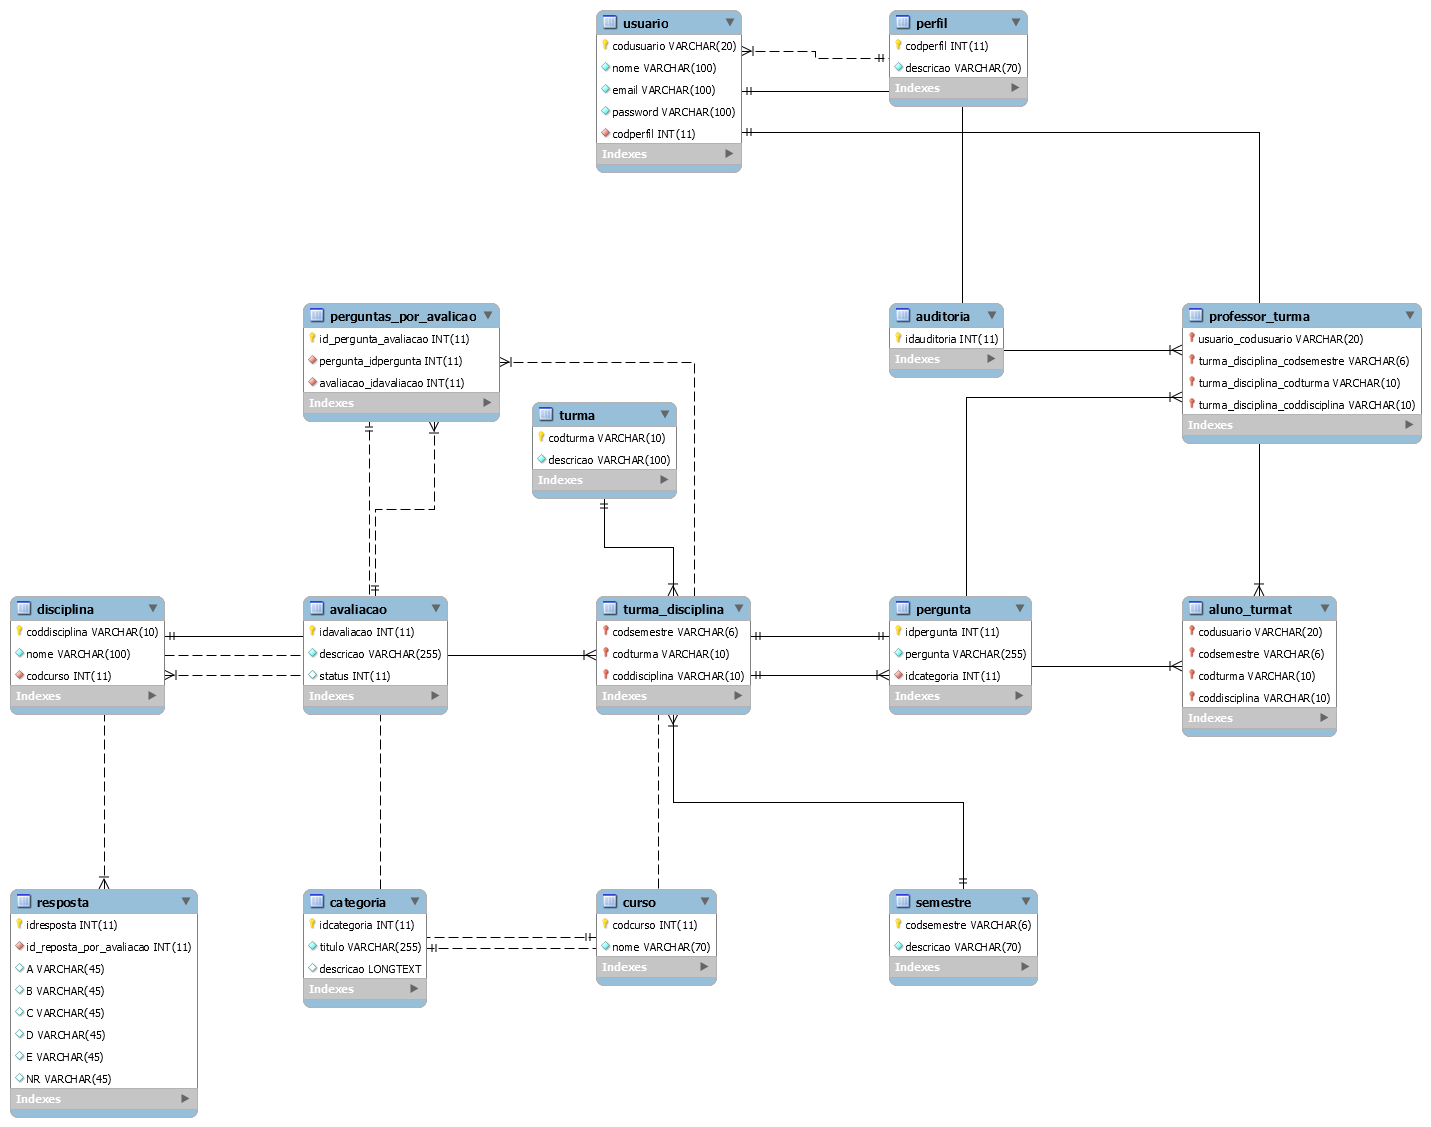 usuario
codusuario VARCHAR(20)
nome VARCHAR(100)
email VARCHAR(100)
password VARCHAR(100)
codperfil INT(11)
Indexes
perfil
codperfil INT(11)
descricao VARCHAR(70)
Indexes
perguntas_por_avalicao
id_pergunta_avaliacao INT(11)
pergunta_idpergunta INT(11)
avaliacao_idavaliacao INT(11)
Indexes
turma
codturma VARCHAR(10)
descricao VARCHAR(100)
Indexes
auditoria
idauditoria INT(11)
Indexes
professor_turma
usuario_codusuario VARCHAR(20)
turma_disciplina_codsemestre VARCHAR(6)
turma_disciplina_codturma VARCHAR(10)
turma_disciplina_coddisciplina VARCHAR(10)
Indexes
disciplina
coddisciplina VARCHAR(10)
nome VARCHAR(100)
codcurso INT(11)
Indexes
avaliacao
idavaliacao INT(11)
descricao VARCHAR(255)
status INT(11)
Indexes
turma_disciplina
codsemestre VARCHAR(6)
codturma VARCHAR(10)
coddisciplina VARCHAR(10)
Indexes
pergunta
idpergunta INT(11)
pergunta VARCHAR(255)
idcategoria INT(11)
Indexes
aluno_turmat
codusuario VARCHAR(20)
codsemestre VARCHAR(6)
codturma VARCHAR(10)
coddisciplina VARCHAR(10)
Indexes
resposta
idresposta INT(11)
id_reposta_por_avaliacao INT(11)
A VARCHAR(45)
B VARCHAR(45)
C VARCHAR(45)
D VARCHAR(45)
E VARCHAR(45)
NR VARCHAR(45)
Indexes
categoria
idcategoria INT(11)
titulo VARCHAR(255)
descricao LONGTEXT
Indexes
curso
codcurso INT(11)
nome VARCHAR(70)
Indexes
semestre
codsemestre VARCHAR(6)
descricao VARCHAR(70)
Indexes